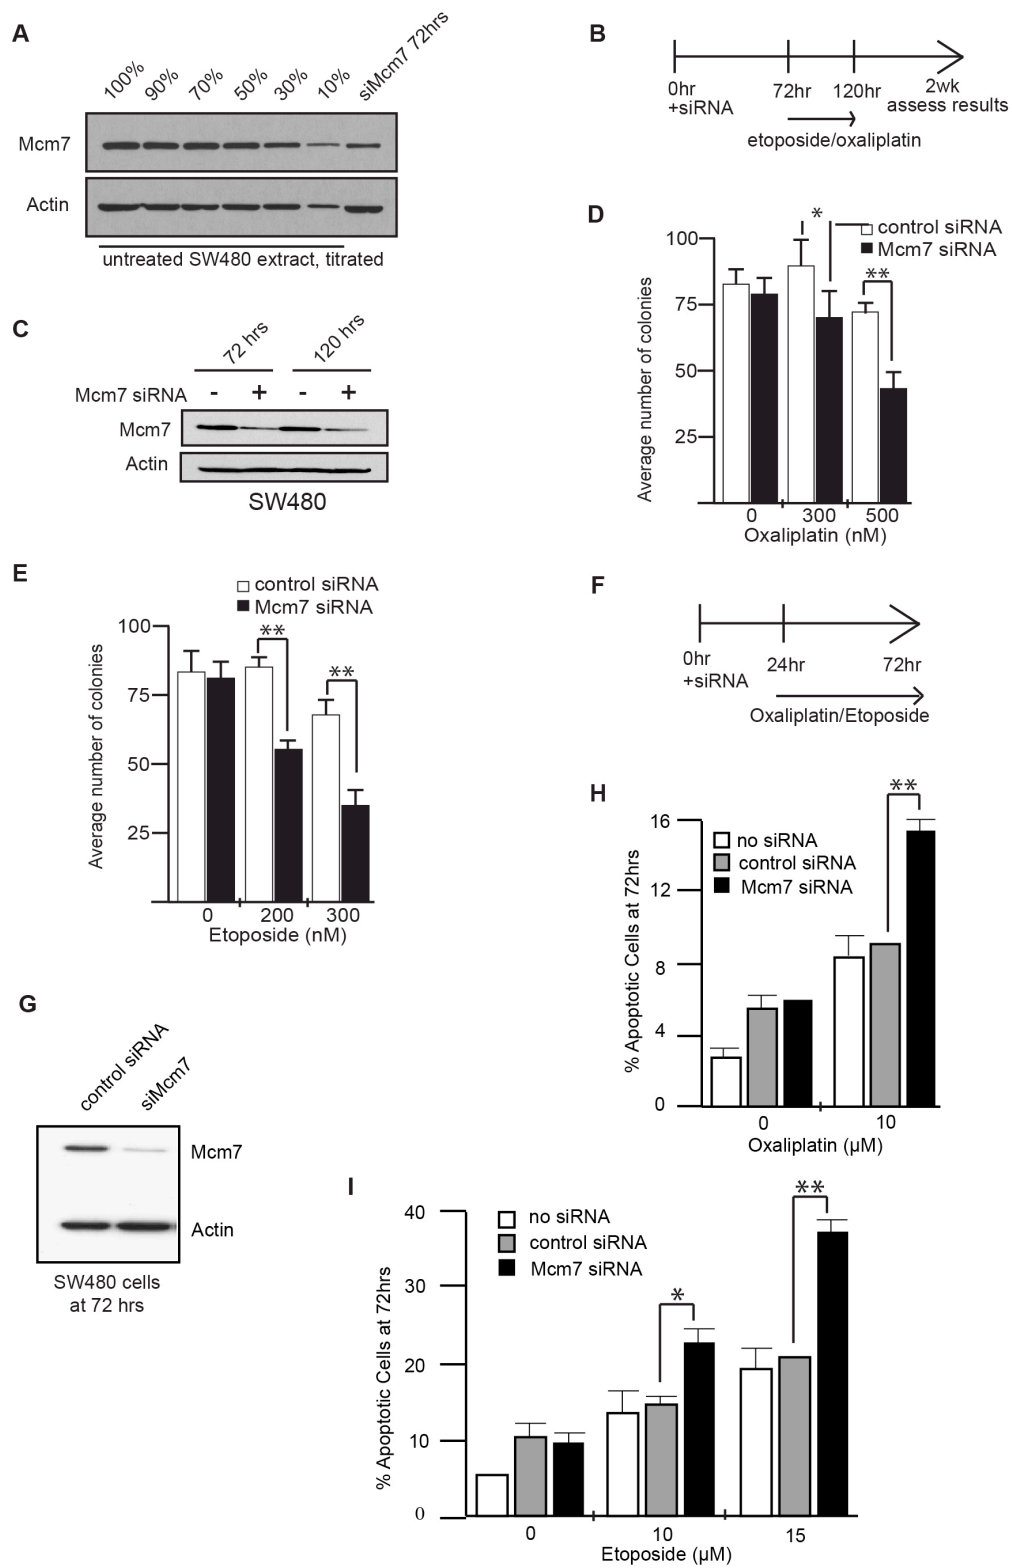 A
100%
90%
70%
50%
30%
10%
siMcm7 72hrs
Mcm7
Actin
untreated SW480 extract, titrated
B
0hr
+siRNA
72hr
120hr
2wk
assess results
etoposide/oxaliplatin
C
72 hrs
120 hrs
Mcm7 siRNA - + - +
Mcm7
Actin
SW480
D
* control siRNA
Mcm7 siRNA
**
Average number of colonies
100
75
50
25
0 300 500
Oxaliplatin (nM)
E
control siRNA
Mcm7 siRNA
**
**
Average number of colonies
100
75
50
25
0 200 300
Etoposide (nM)
F
0hr
+siRNA
24hr
72hr
Oxaliplatin/Etoposide
G
control siRNA
siMcm7
Mcm7
Actin
SW480 cells
at 72 hrs
H
**
no siRNA
control siRNA
Mcm7 siRNA
% Apoptotic Cells at 72hrs
16
12
8
4
0
0 10
Oxaliplatin (µM)
I
**
no siRNA
control siRNA
Mcm7 siRNA
*
% Apoptotic Cells at 72hrs
40
30
20
10
0
0 10 15
Etoposide (µM)